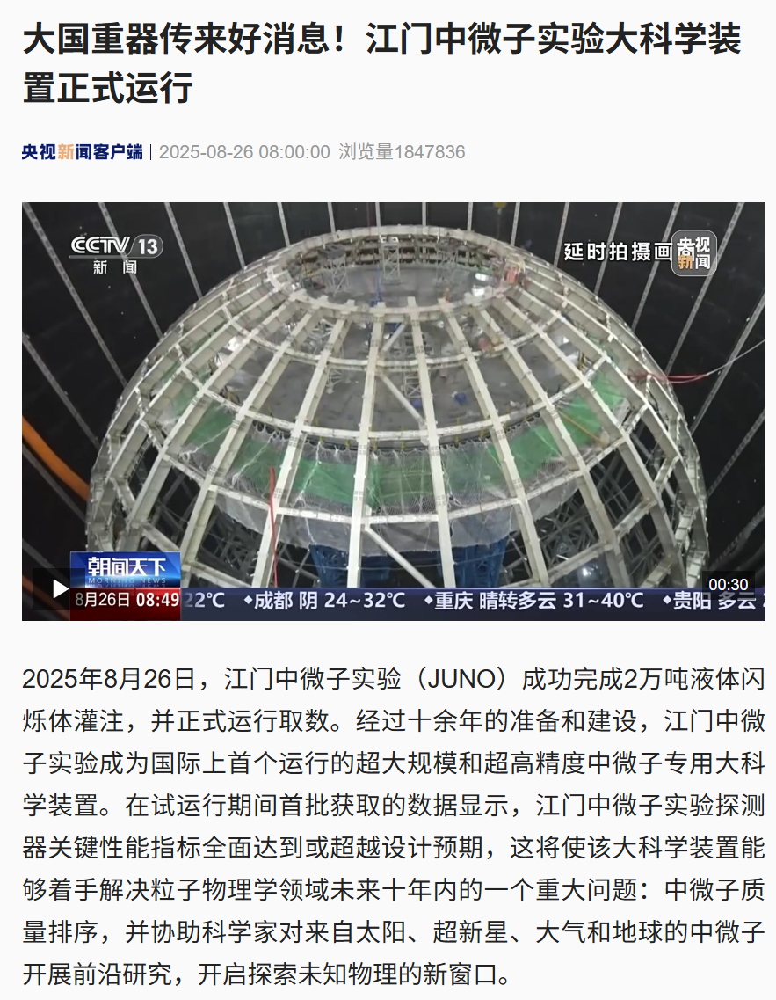 大国重器传来好消息！江门中微子实验大科学装
置正式运行
央视新闻客户端 | 2025-08-26 08:00:00 浏览量1847836
CCTV 13
新闻
延时拍摄画面
央视
新闻
朝闻天下
MORNING NEWS
00:30
8月26日 08:49 22℃ ◆成都 阴 24~32℃ ◆重庆 晴转多云 31~40℃ ◆贵阳 多云 2
2025年8月26日，江门中微子实验（JUNO）成功完成2万吨液体闪
烁体灌注，并正式运行取数。经过十余年的准备和建设，江门中微
子实验成为国际上首个运行的超大规模和超高精度中微子专用大科
学装置。在试运行期间首批获取的数据显示，江门中微子实验探测
器关键性能指标全面达到或超越设计预期，这将使该大科学装置能
够着手解决粒子物理学领域未来十年内的一个重大问题：中微子质
量排序，并协助科学家对来自太阳、超新星、大气和地球的中微子
开展前沿研究，开启探索未知物理的新窗口。